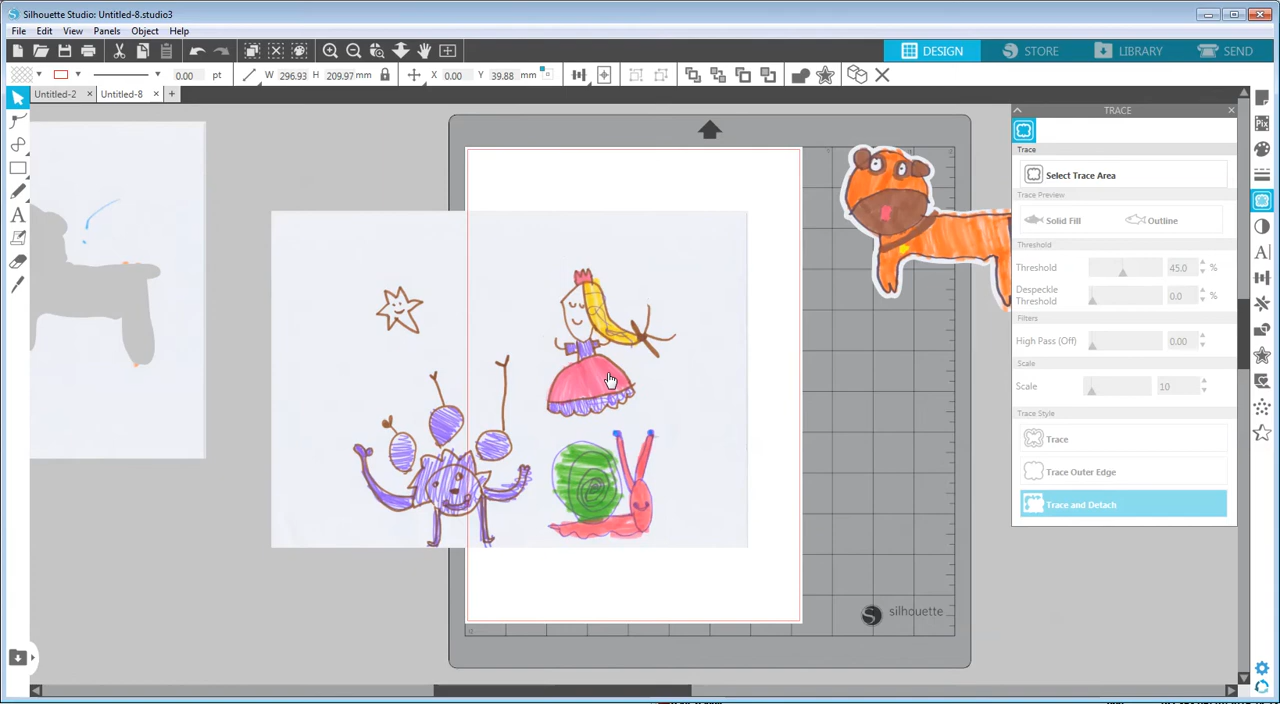 Silhouette Studio: Untitled-8.studio3
File Edit View Panels Object Help
DESIGN STORE LIBRARY SEND
0.00 pt W 296.93 H 209.97 mm X 0.00 Y 39.88 mm
Untitled-2 × Untitled-8 × +
TRACE
Trace
Select Trace Area
Trace Preview
Solid Fill Outline
Threshold
Threshold 45.0 %
Despeckle Threshold 0.0 %
Filters
High Pass (Off) 0.00
Scale
Scale 10
Trace Style
Trace
Trace Outer Edge
Trace and Detach
silhouette